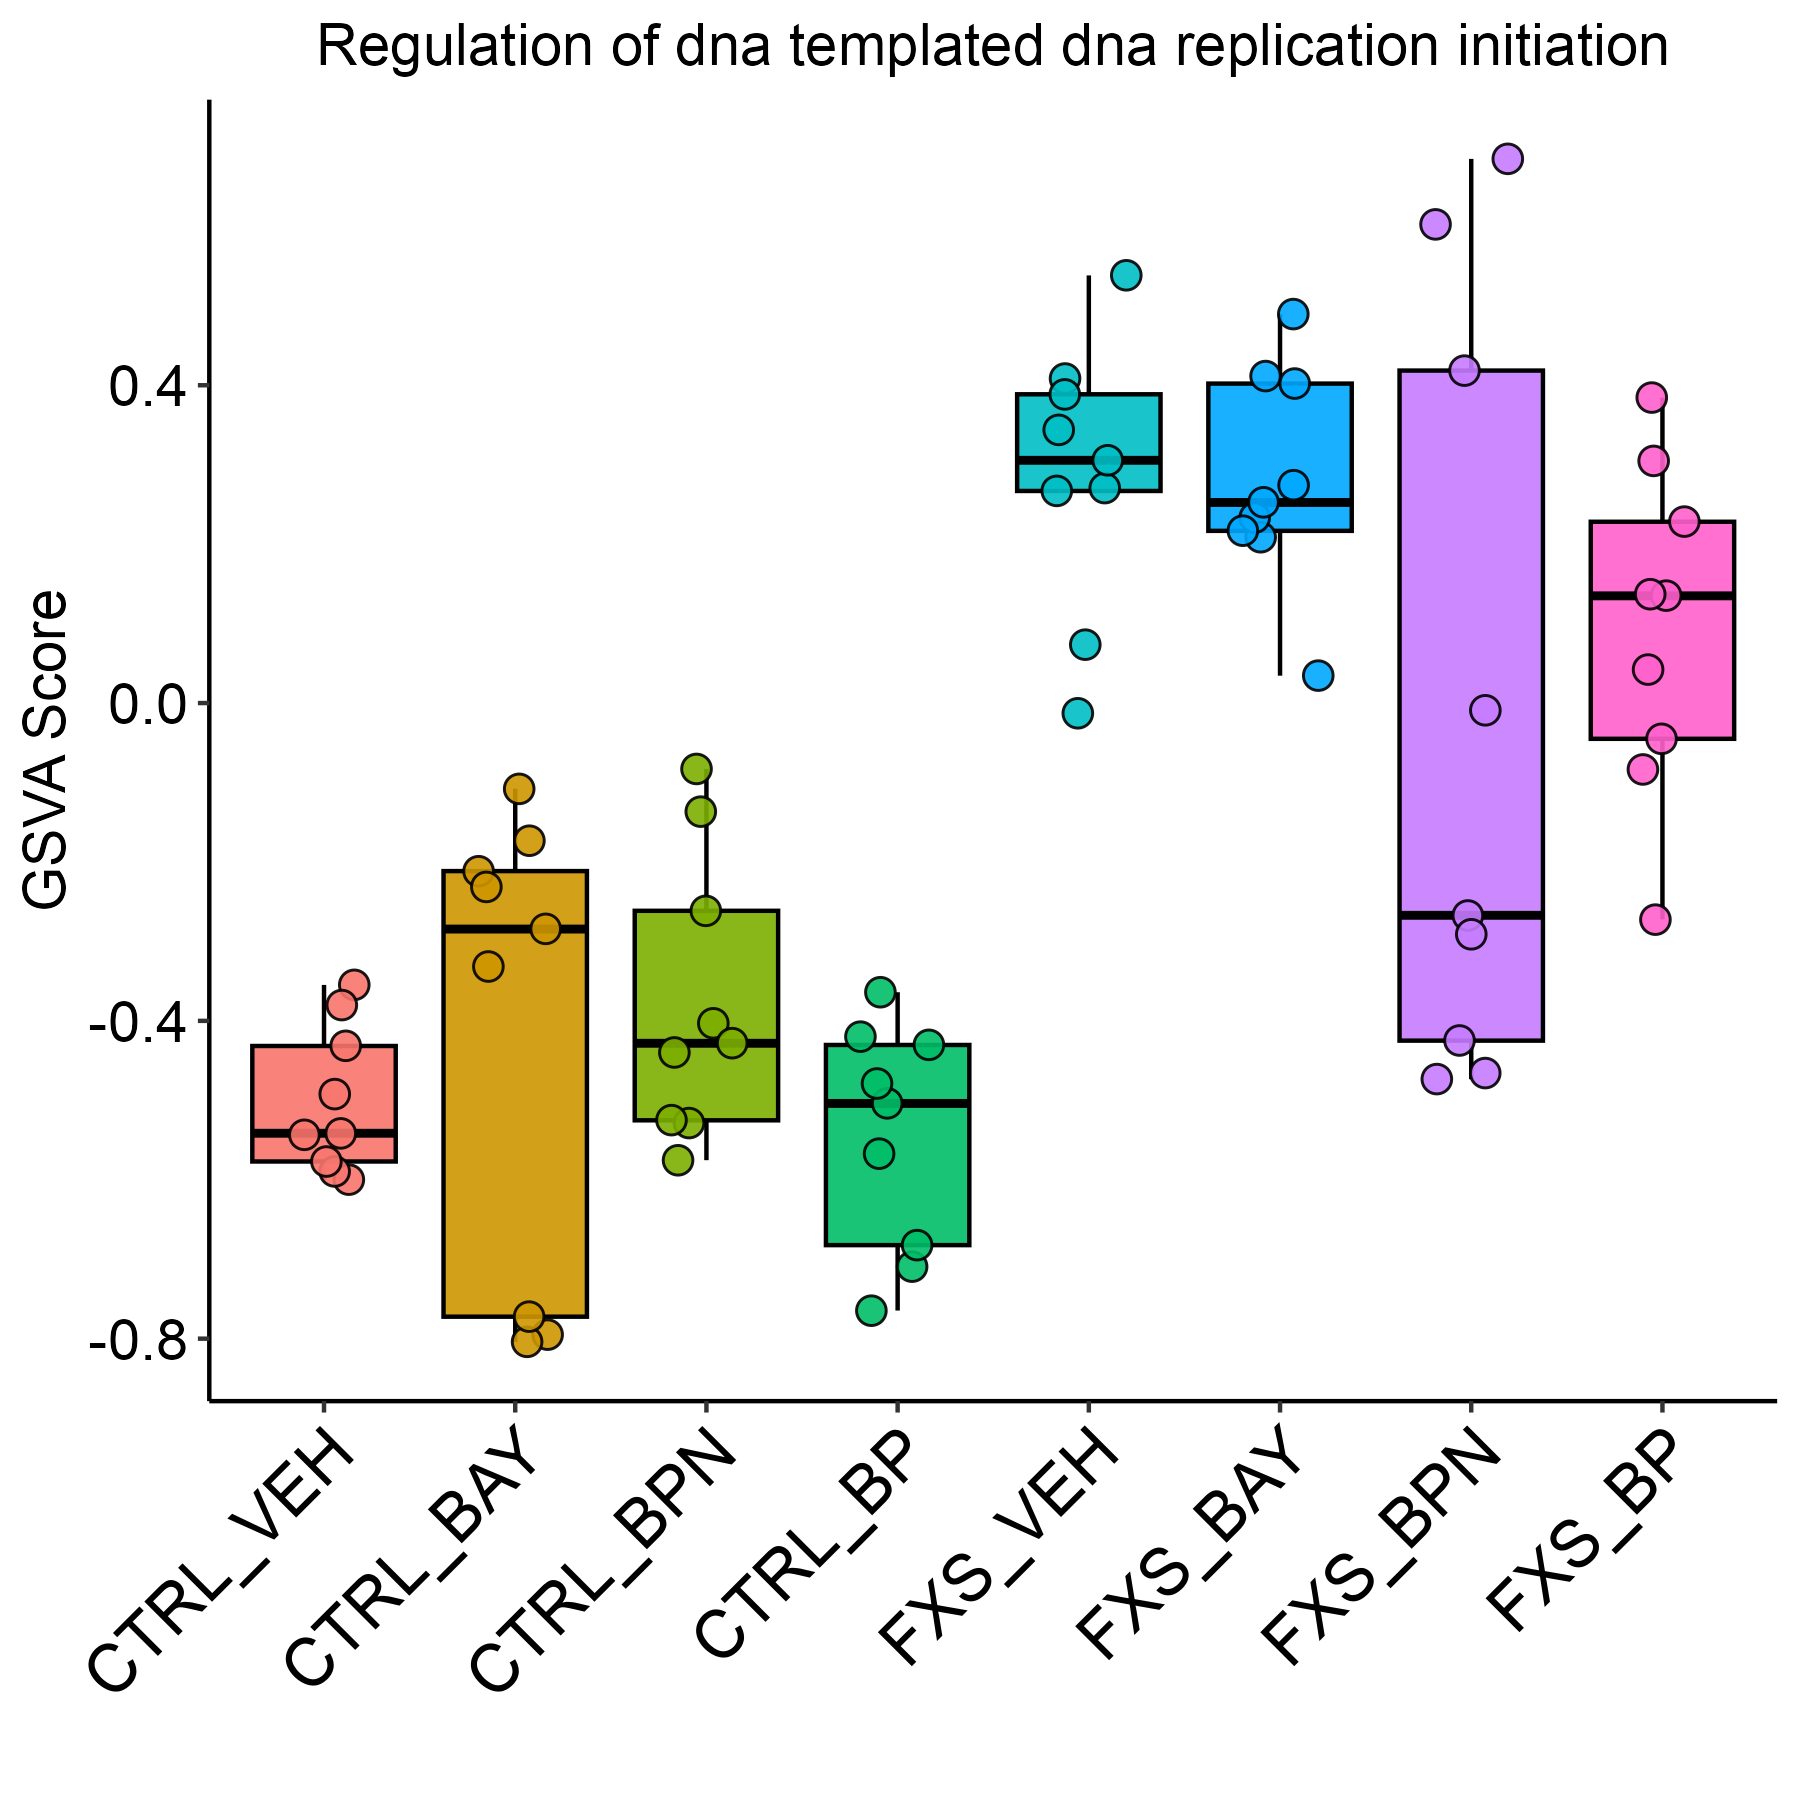 Regulation of dna templated dna replication initiation
GSVA Score
0.4
0.0
-0.4
-0.8
CTRL_VEH
CTRL_BAY
CTRL_BPN
CTRL_BP
FXS_VEH
FXS_BAY
FXS_BPN
FXS_BP